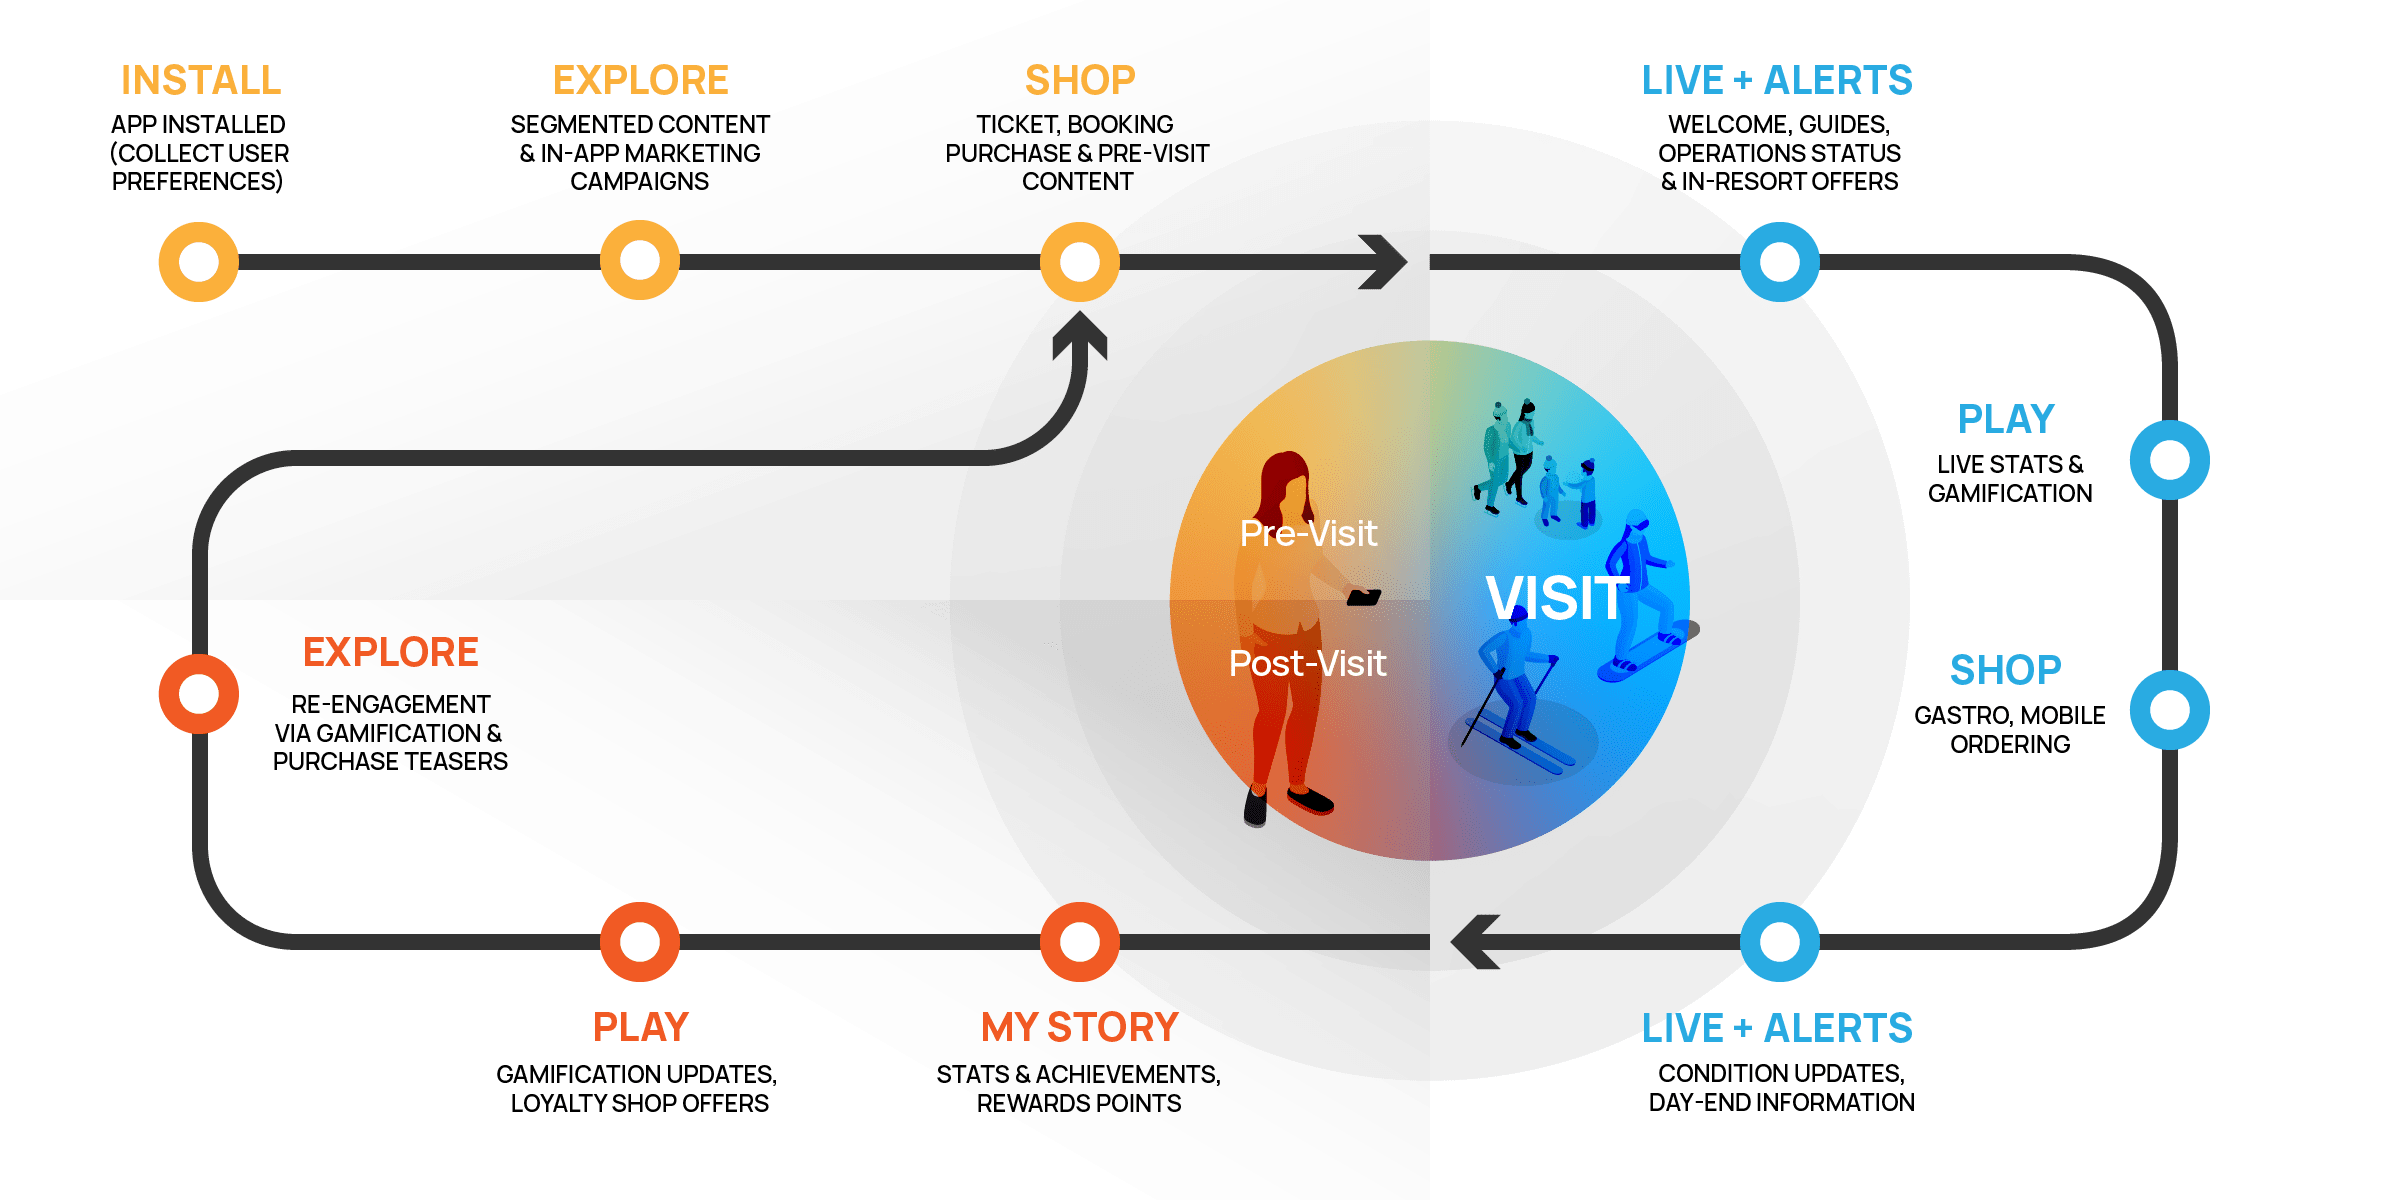 INSTALL
APP INSTALLED
(COLLECT USER
PREFERENCES)
EXPLORE
SEGMENTED CONTENT
& IN-APP MARKETING
CAMPAIGNS
SHOP
TICKET, BOOKING
PURCHASE & PRE-VISIT
CONTENT
LIVE + ALERTS
WELCOME, GUIDES,
OPERATIONS STATUS
& IN-RESORT OFFERS
PLAY
LIVE STATS &
GAMIFICATION
SHOP
GASTRO, MOBILE
ORDERING
LIVE + ALERTS
CONDITION UPDATES,
DAY-END INFORMATION
MY STORY
STATS & ACHIEVEMENTS,
REWARDS POINTS
PLAY
GAMIFICATION UPDATES,
LOYALTY SHOP OFFERS
EXPLORE
RE-ENGAGEMENT
VIA GAMIFICATION &
PURCHASE TEASERS
Pre-Visit
VISIT
Post-Visit